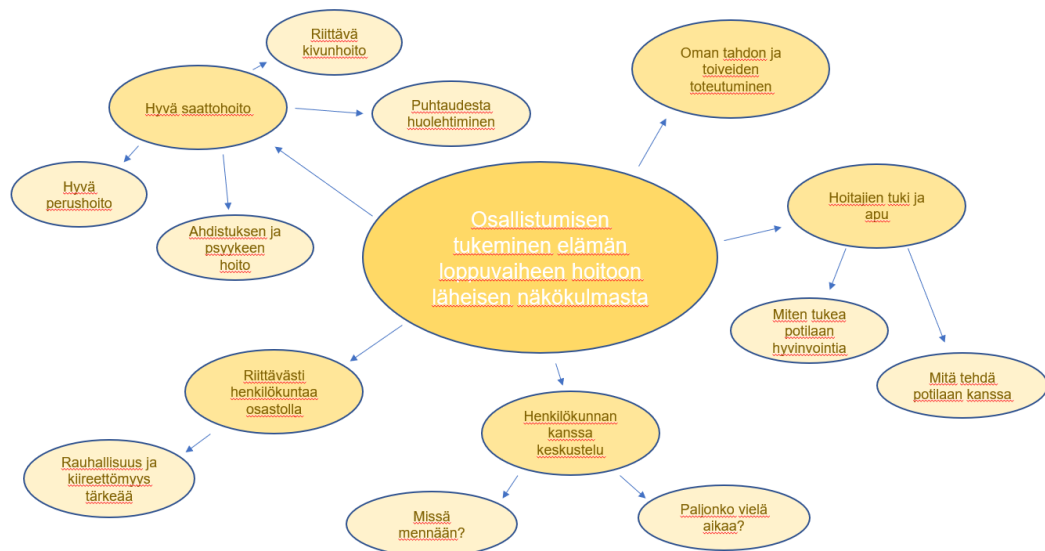 Riittävä
kivunhoito
Oman tahdon ja
toiveiden
toteutuminen
Hyvä saattohoito
Puhtaudesta
huolehtiminen
Hyvä
perushoito
Ahdistuksen ja
psyykeen
hoito
Osallistumisen
tukeminen elämän
loppuvaiheen hoitoon
läheisen näkökulmasta
Hoitajien tuki ja
apu
Miten tukea
potilaan
hyvinvointia
Mitä tehdä
potilaan kanssa
Riittävästi
henkilökuntaa
osastolla
Rauhallisuus ja
kiireettömyys
tärkeää
Henkilökunnan
kanssa
keskustelu
Missä
mennään?
Paljonko vielä
aikaa?